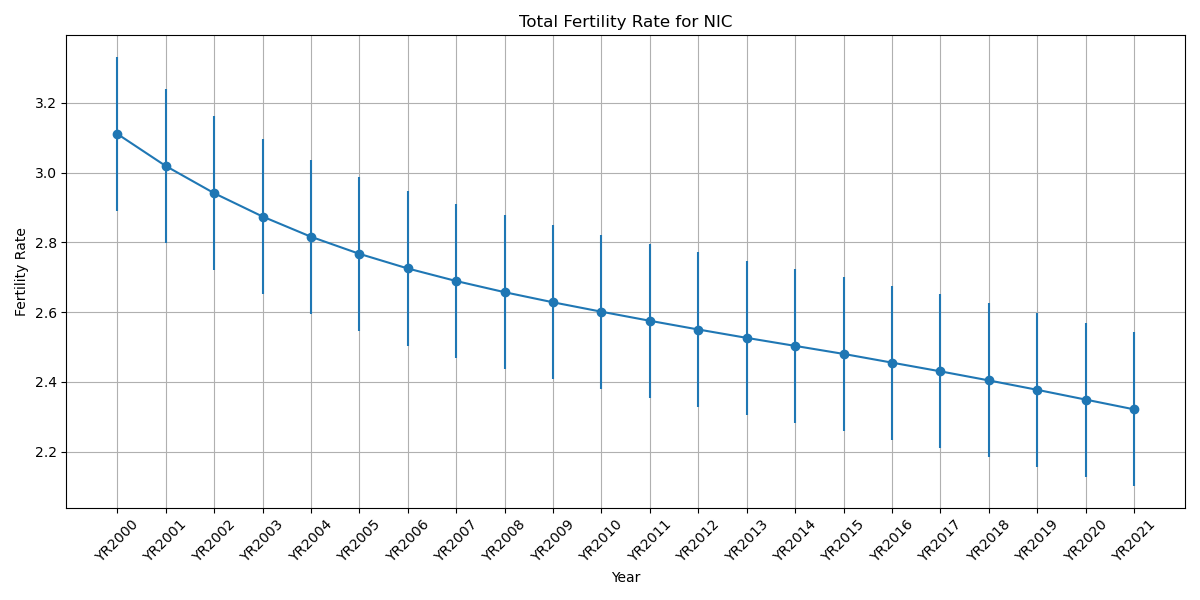 Total Fertility Rate for NIC
Fertility Rate
3.2
3.0
2.8
2.6
2.4
2.2
YR2000
YR2001
YR2002
YR2003
YR2004
YR2005
YR2006
YR2007
YR2008
YR2009
YR2010
YR2011
YR2012
YR2013
YR2014
YR2015
YR2016
YR2017
YR2018
YR2019
YR2020
YR2021
Year